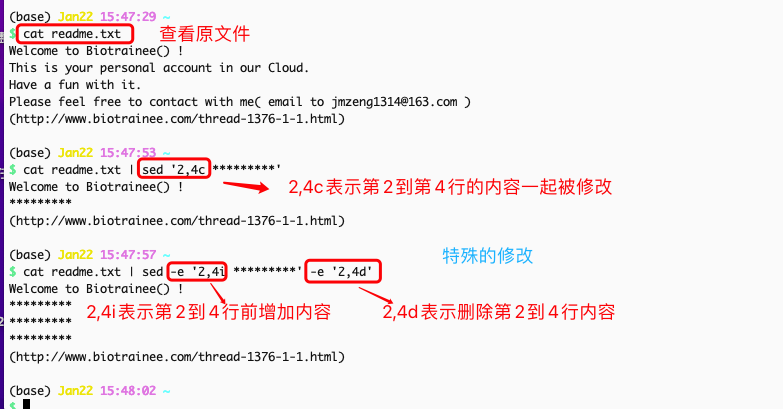 (base) Jan22 15:47:29 ~
$ cat readme.txt 查看原文件
Welcome to Biotrainee() !
This is your personal account in our Cloud.
Have a fun with it.
Please feel free to contact with me( email to jmzeng1314@163.com )
(http://www.biotrainee.com/thread-1376-1-1.html)
(base) Jan22 15:47:53 ~
$ cat readme.txt | sed '2,4c *********'
Welcome to Biotrainee() !
2,4c表示第2到第4行的内容一起被修改
*********
(http://www.biotrainee.com/thread-1376-1-1.html)
(base) Jan22 15:47:57 ~
特殊的修改
$ cat readme.txt | sed -e '2,4i *********' -e '2,4d'
Welcome to Biotrainee() !
*********
2,4i表示第2到4行前增加内容 2,4d表示删除第2到4行内容
*********
*********
(http://www.biotrainee.com/thread-1376-1-1.html)
(base) Jan22 15:48:02 ~
$